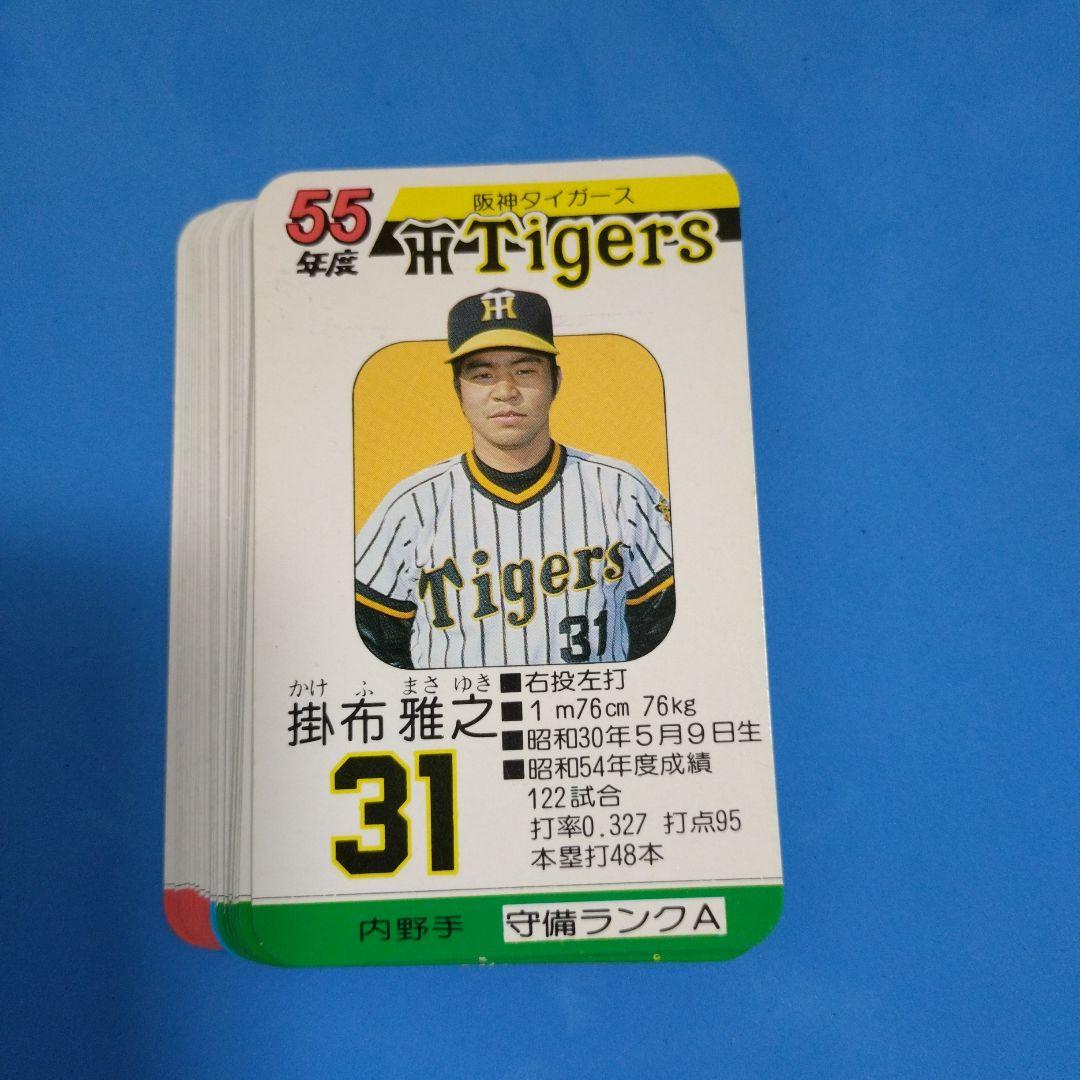 55
年度
阪神タイガース
TH Tigers
TH
Tigers
31
かけ ふ まさ ゆき
掛布雅之
31
■右投左打
■1m76cm 76kg
■昭和30年5月9日生
■昭和54年度成績
122試合
打率0.327 打点95
本塁打48本
内野手 守備ランクA